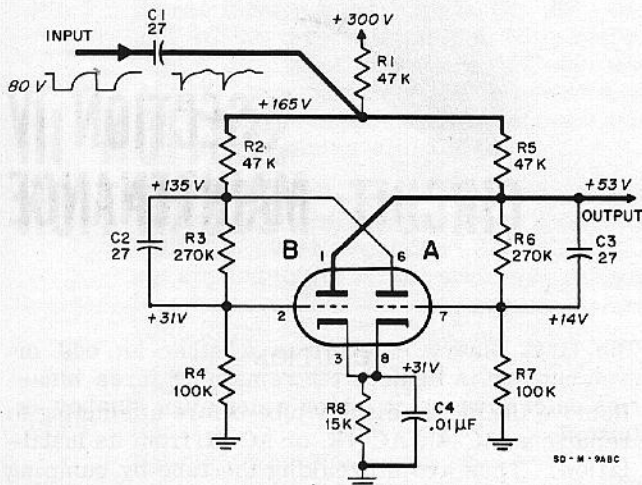 INPUT
C1
27
+300V
R1
47K
80V
+165V
R2
47K
R5
47K
+135V
+53V
OUTPUT
C2
27
R3
270K
B
A
1
6
R6
270K
C3
27
+31V
2
7
+14V
3
8
+31V
R4
100K
R8
15K
C4
.01µF
R7
100K
SD-M-9ABC